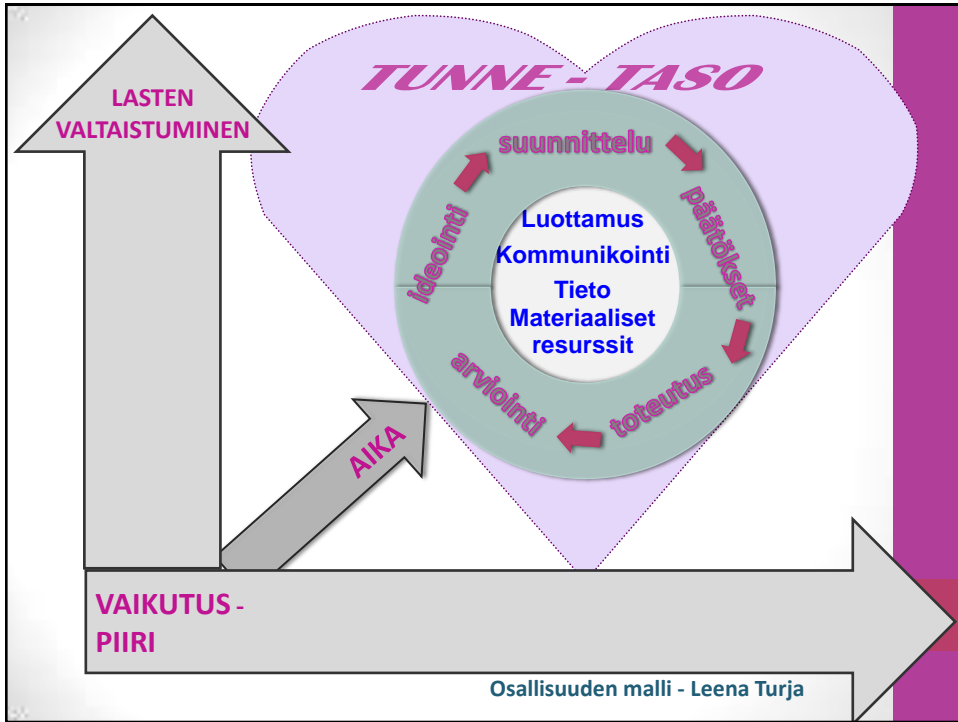 TUNNE - TASO
LASTEN
VALTAISTUMINEN
suunnittelu
päätökset
toteutus
arviointi
ideointi
Luottamus
Kommunikointi
Tieto
Materiaaliset
resurssit
AIKA
VAIKUTUS -
PIIRI
Osallisuuden malli - Leena Turja